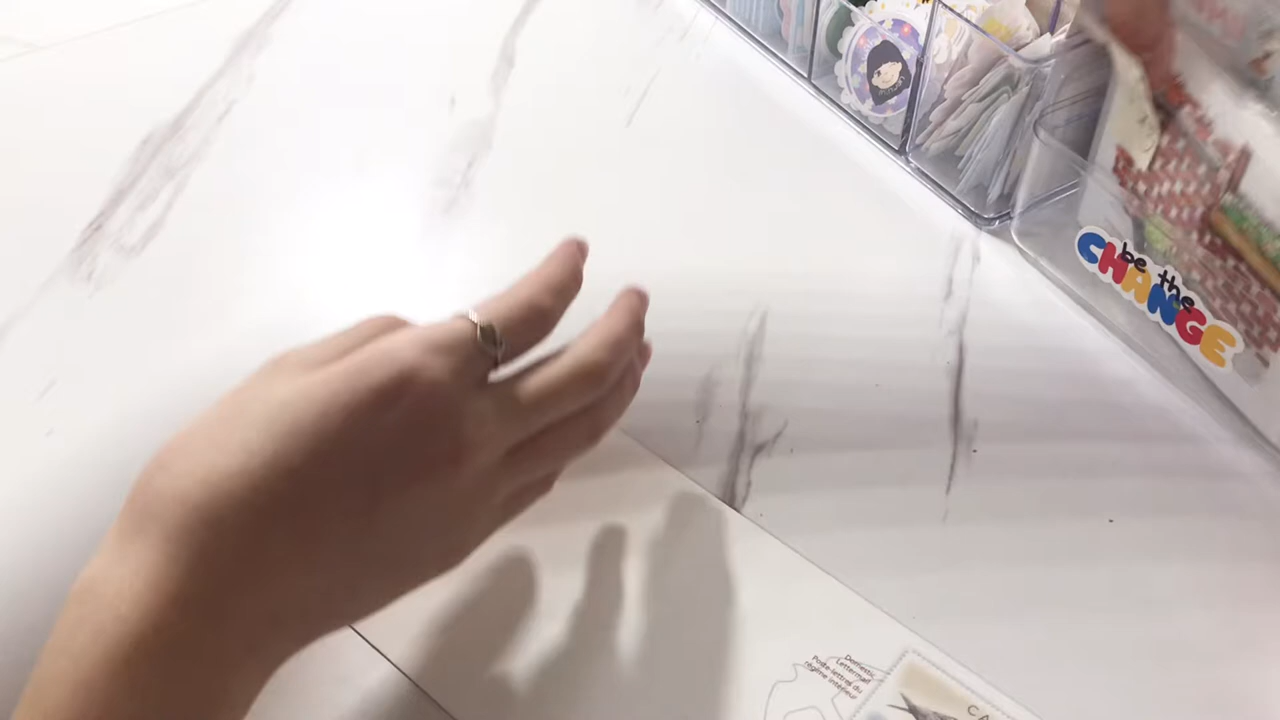 be the
CHANGE
Domestic
Lettermail
Poste-lettres du
régime intérieur
CA